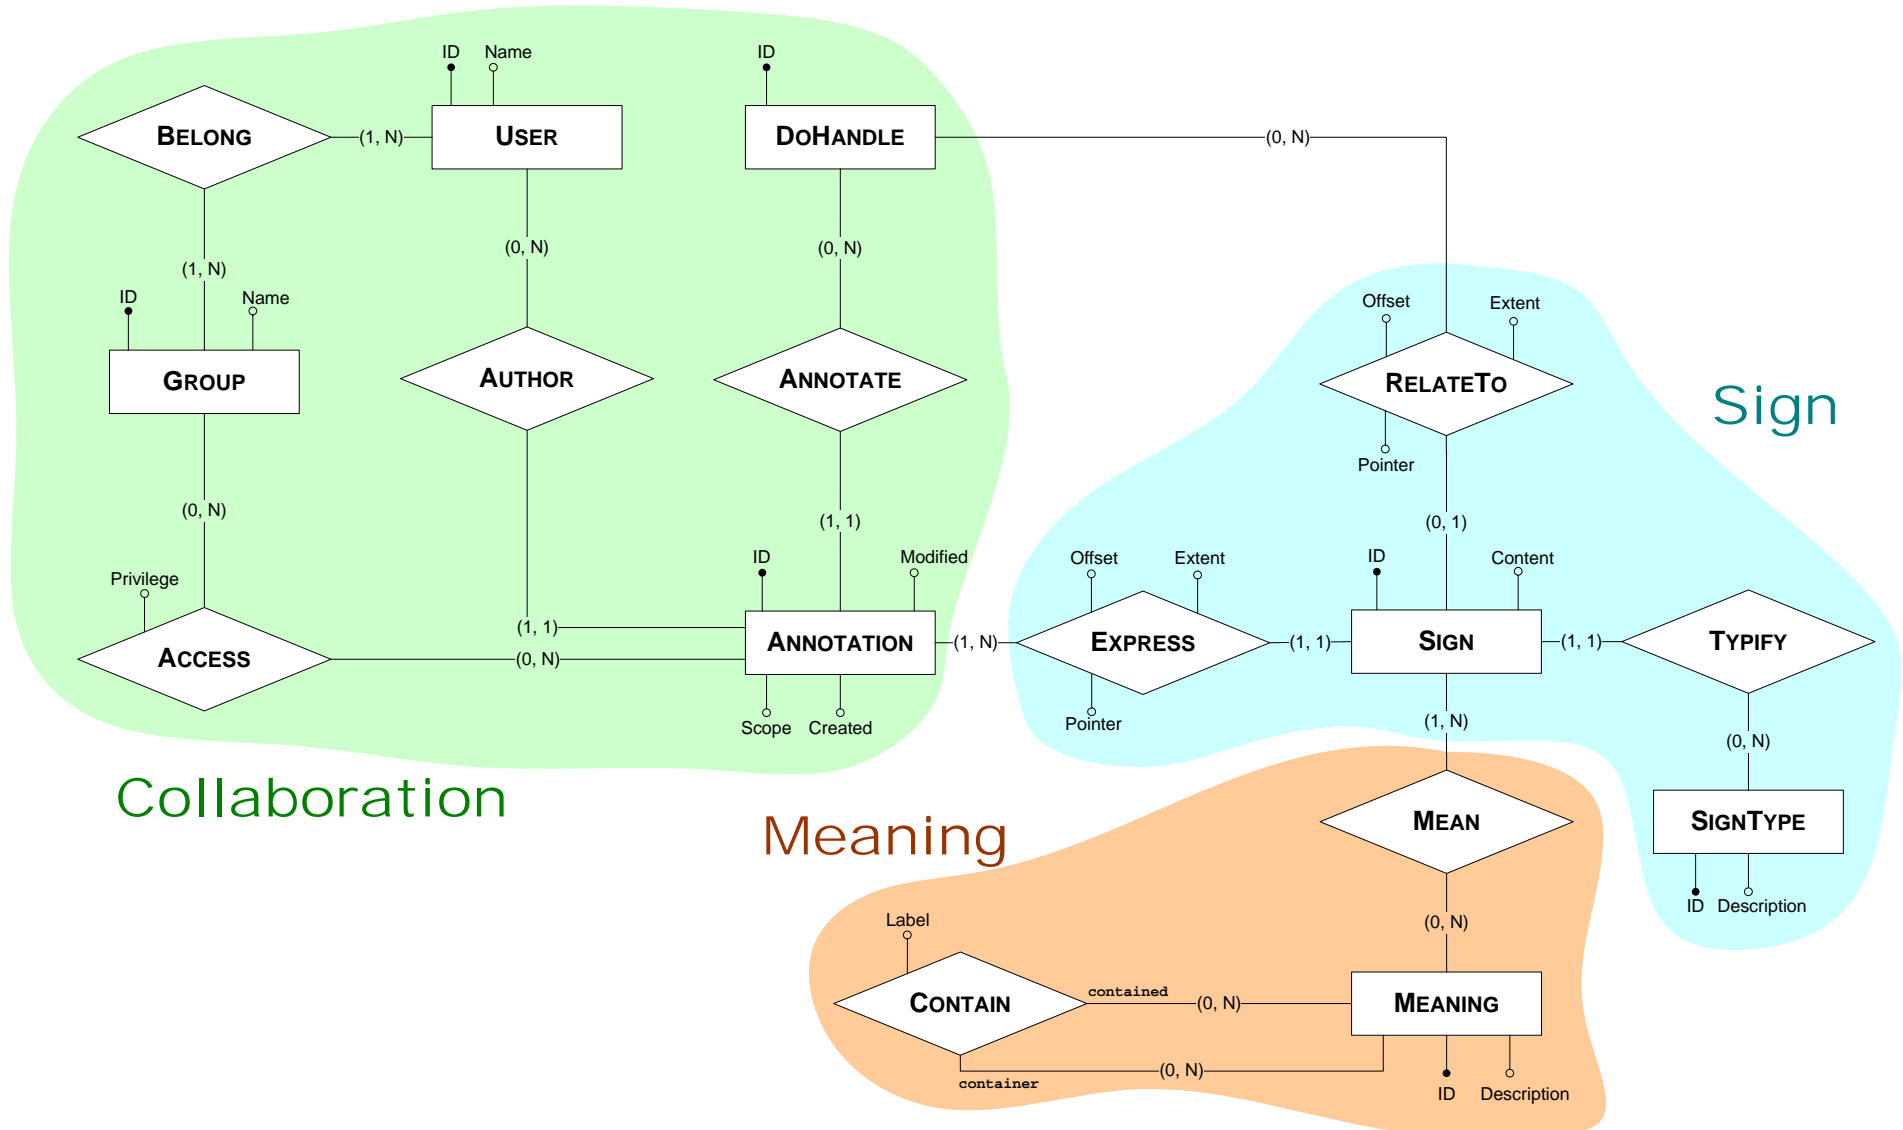 ID
Name
ID
BELONG
(1, N)
USER
DOHANDLE
(0, N)
(1, N)
(0, N)
(0, N)
ID
Name
Offset
Extent
GROUP
AUTHOR
ANNOTATE
RELATETO
Sign
Pointer
(0, N)
(1, 1)
(0, 1)
Privilege
ID
Modified
Offset
Extent
ID
Content
(1, 1)
ACCESS
(0, N)
ANNOTATION
(1, N)
EXPRESS
(1, 1)
SIGN
(1, 1)
TYPIFY
Scope
Created
Pointer
(1, N)
(0, N)
Collaboration
Meaning
MEAN
SIGNTYPE
ID
Description
Label
(0, N)
CONTAIN
contained
(0, N)
MEANING
container
(0, N)
ID
Description